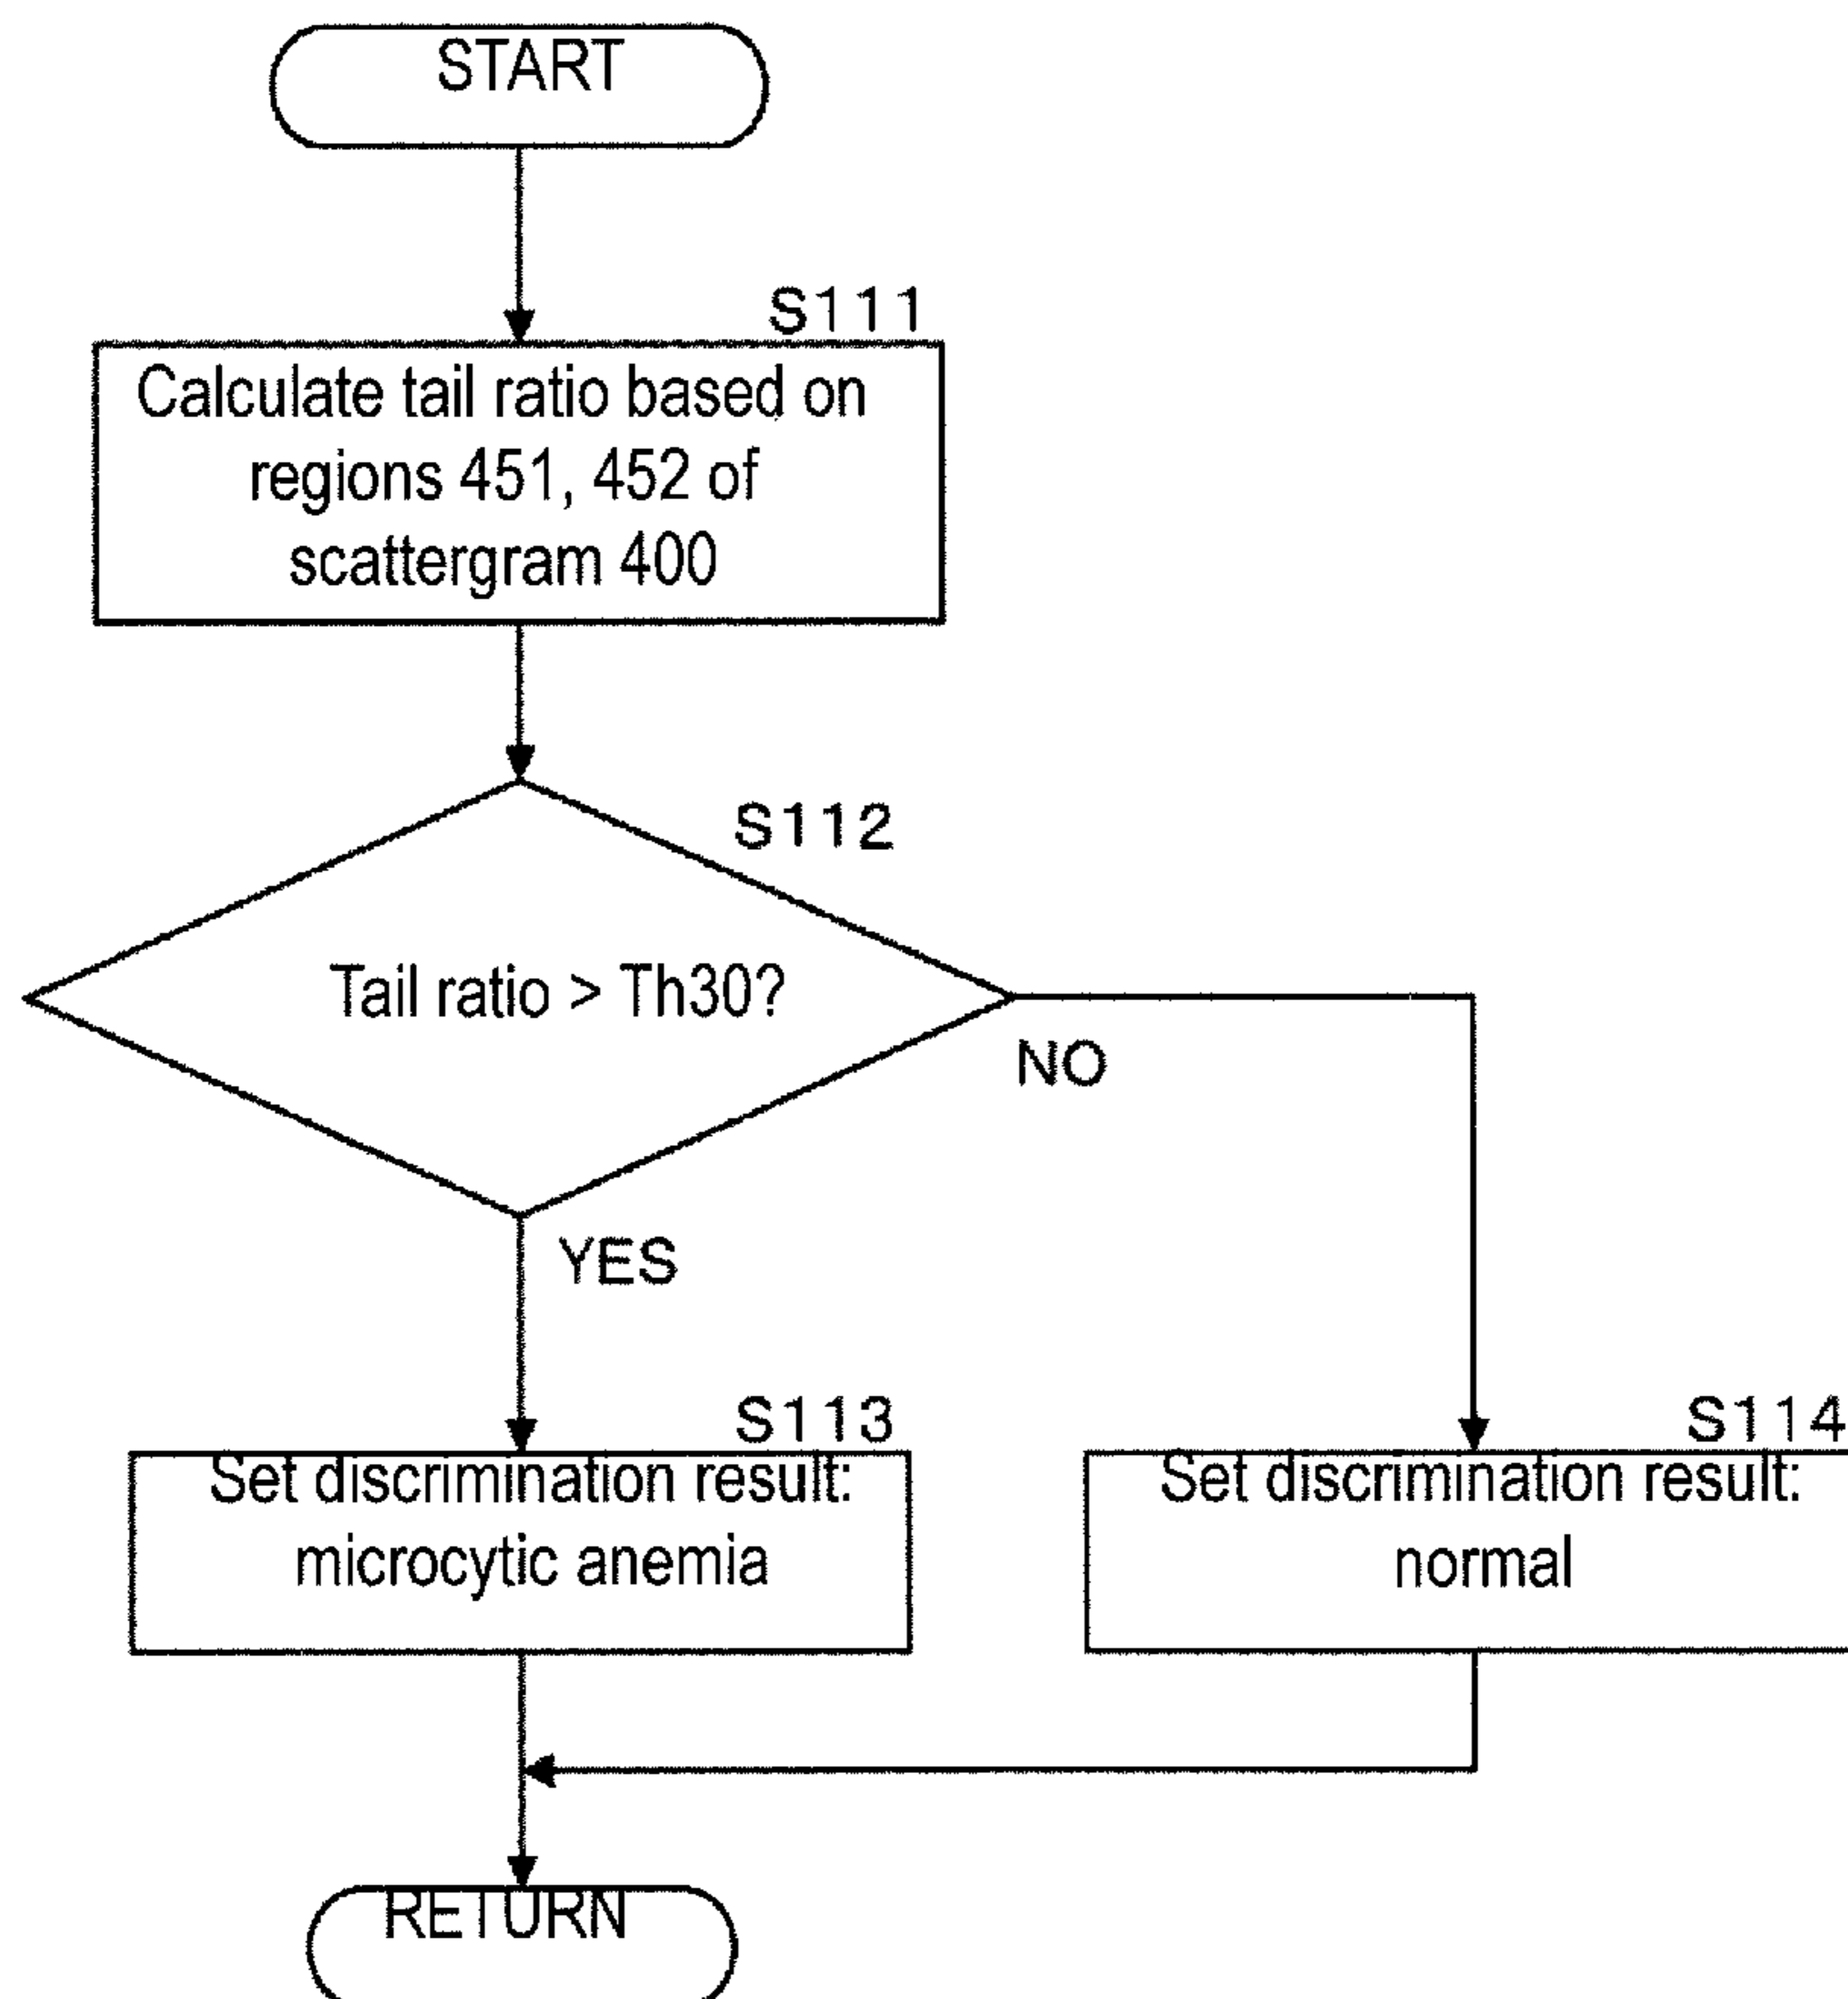 START
S111
Calculate tail ratio based on
regions 451, 452 of
scattergram 400
S112
Tail ratio > Th30?
NO
YES
S113
Set discrimination result:
microcytic anemia
S114
Set discrimination result:
normal
RETURN